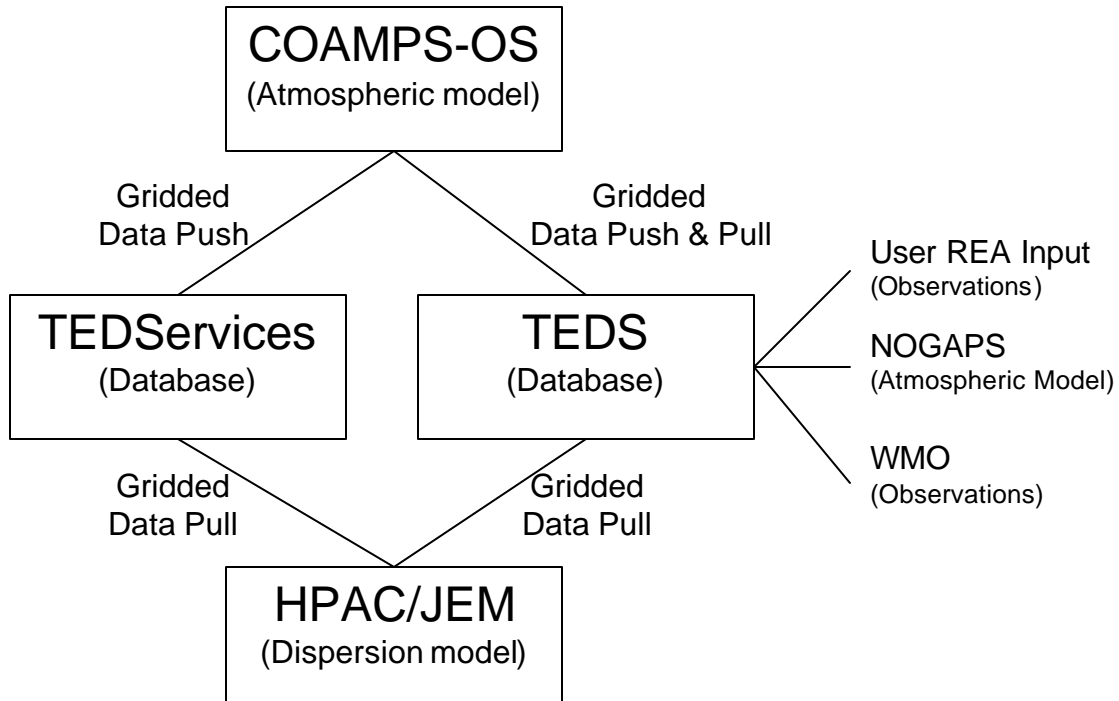 COAMPS-OS
(Atmospheric model)
Gridded
Data Push
Gridded
Data Push & Pull
TEDServices
(Database)
TEDS
(Database)
User REA Input
(Observations)
NOGAPS
(Atmospheric Model)
WMO
(Observations)
Gridded
Data Pull
Gridded
Data Pull
HPAC/JEM
(Dispersion model)